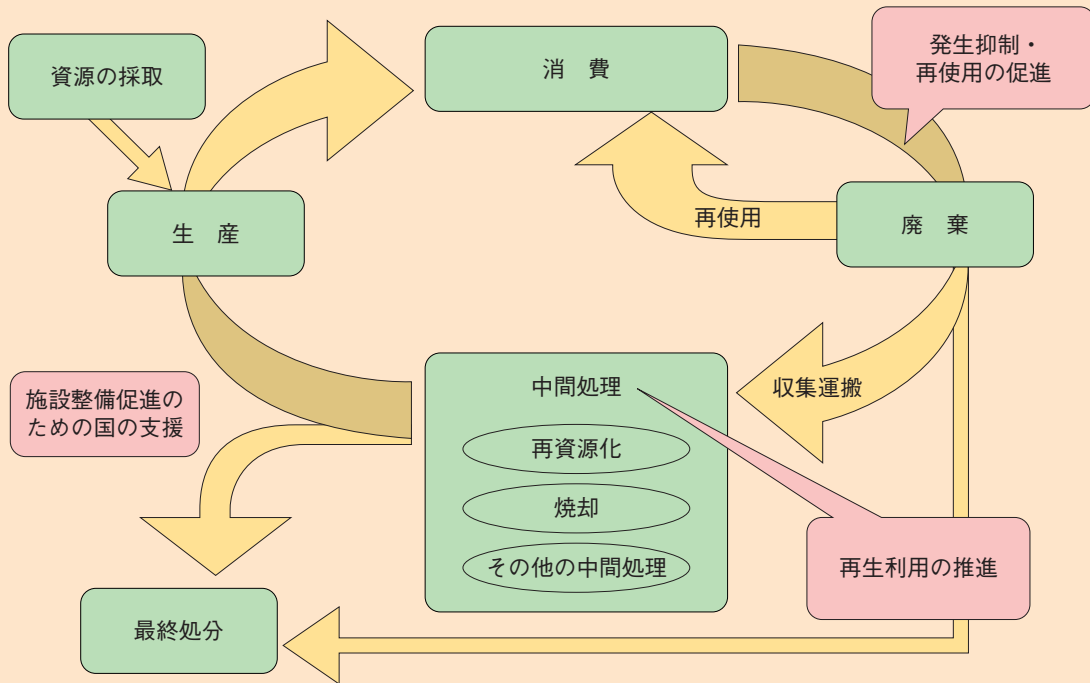 資源の採取
消　費
発生抑制・
再使用の促進
生　産
再使用
廃　棄
施設整備促進の
ための国の支援
中間処理
収集運搬
再資源化
焼却
その他の中間処理
再生利用の推進
最終処分